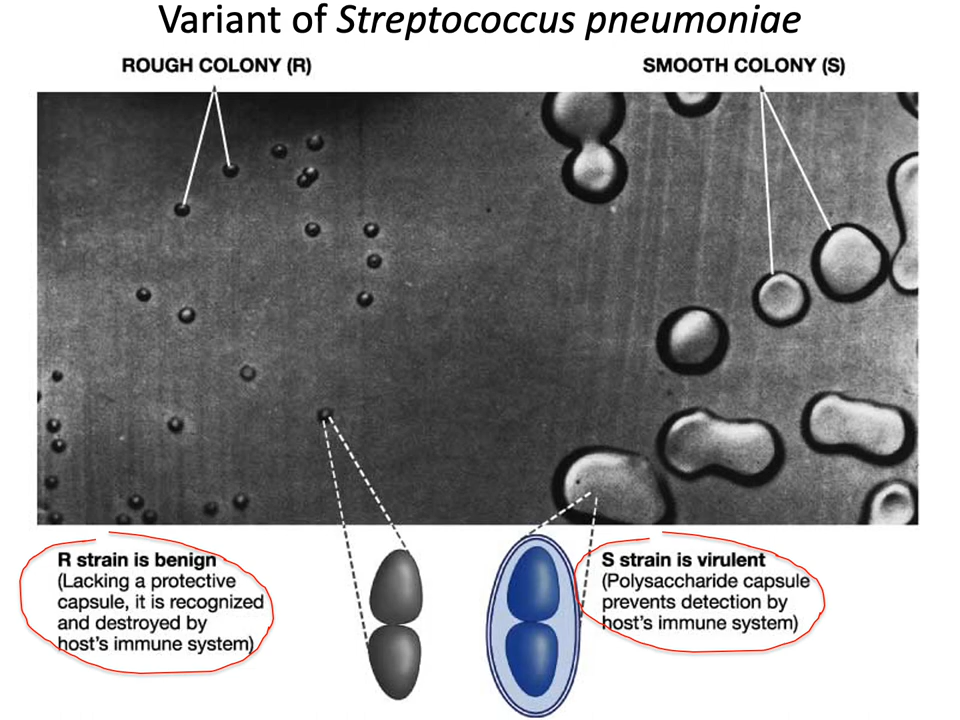 Variant of Streptococcus pneumoniae
ROUGH COLONY (R)
SMOOTH COLONY (S)
R strain is benign
(Lacking a protective
capsule, it is recognized
and destroyed by
host's immune system)
S strain is virulent
(Polysaccharide capsule
prevents detection by
host's immune system)